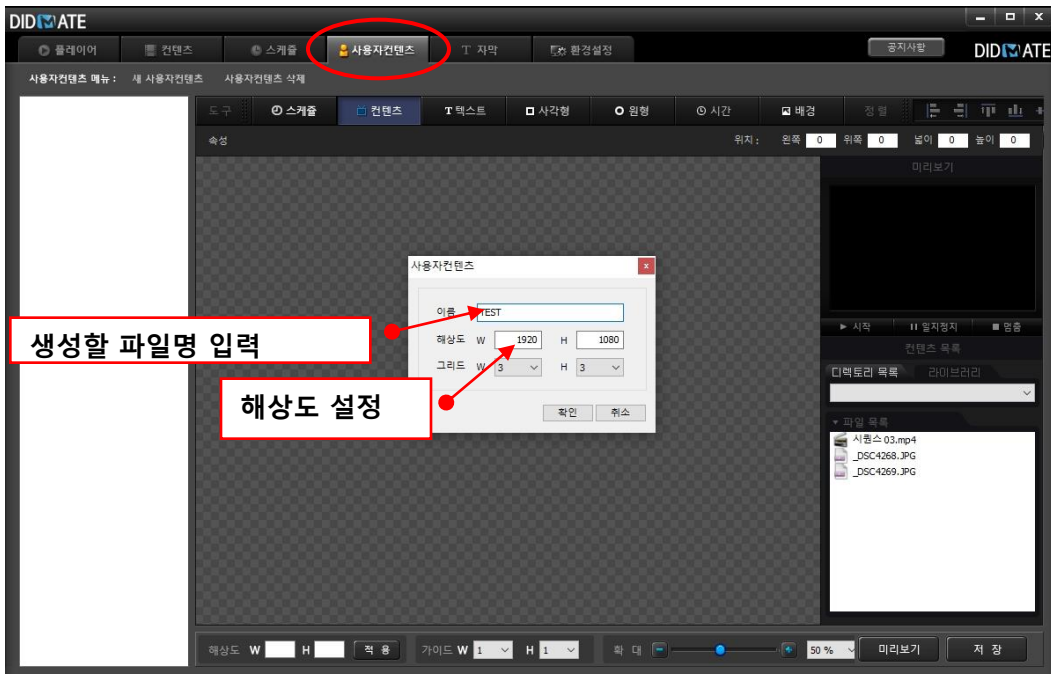 DIDMATE
플레이어 컨텐츠 스케줄 사용자컨텐츠 T 자막 환경설정 공지사항 DIDMATE
사용자컨텐츠 메뉴 : 새 사용자컨텐츠 사용자컨텐츠 삭제
도구 스케줄 컨텐츠 T 텍스트 사각형 원형 시간 배경 정렬
속성 위치 : 왼쪽 0 위쪽 0 넓이 0 높이 0
미리보기
사용자컨텐츠 x
이름 TEST
생성할 파일명 입력
해상도 W 1920 H 1080
그리드 W 3 H 3
해상도 설정
확인 취소
시작 일지정지 멈춤
컨텐츠 목록
디렉토리 목록 라이브러리
파일 목록
시퀀스 03.mp4
_DSC4268.JPG
_DSC4269.JPG
해상도 W H 적 용 가이드 W 1 H 1 확 대 50 % 미리보기 저 장